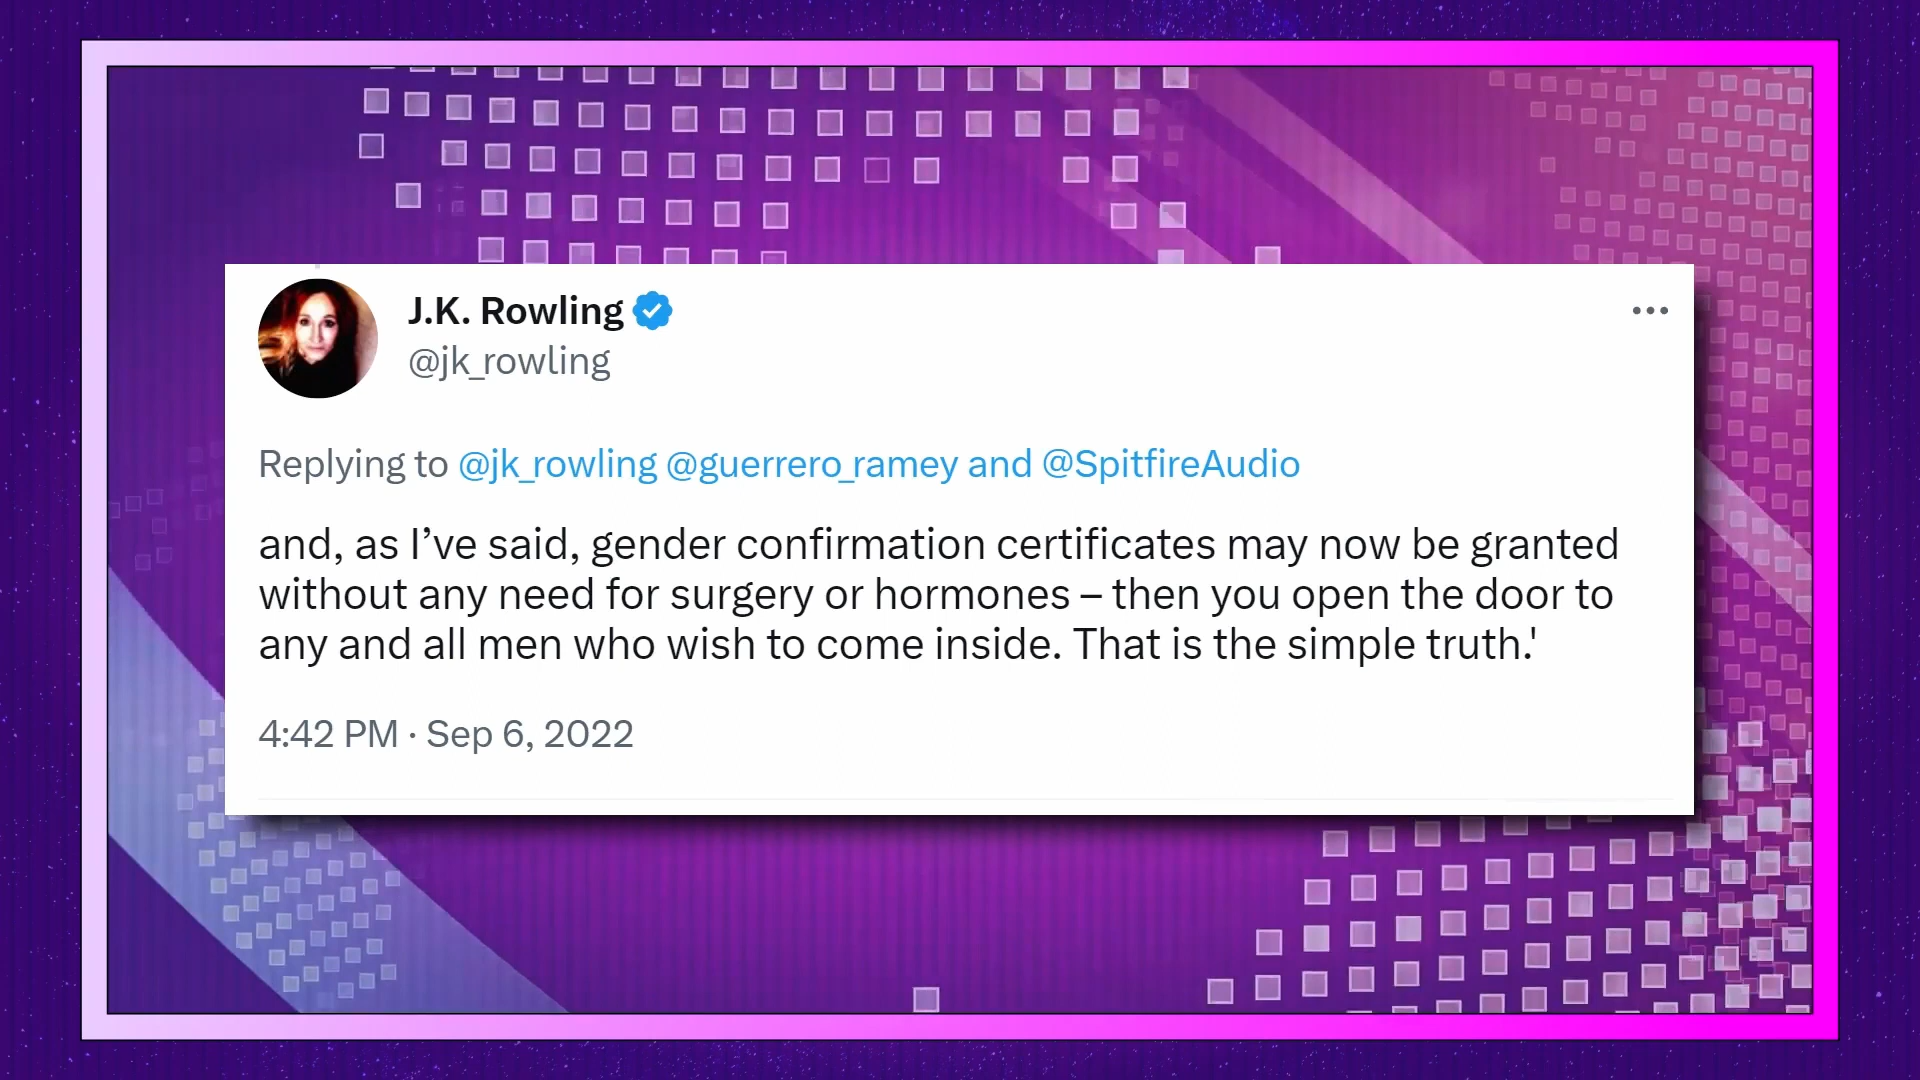 J.K. Rowling
@jk_rowling
Replying to @jk_rowling @guerrero_ramey and @SpitfireAudio
and, as I’ve said, gender confirmation certificates may now be granted
without any need for surgery or hormones – then you open the door to
any and all men who wish to come inside. That is the simple truth.'
4:42 PM · Sep 6, 2022